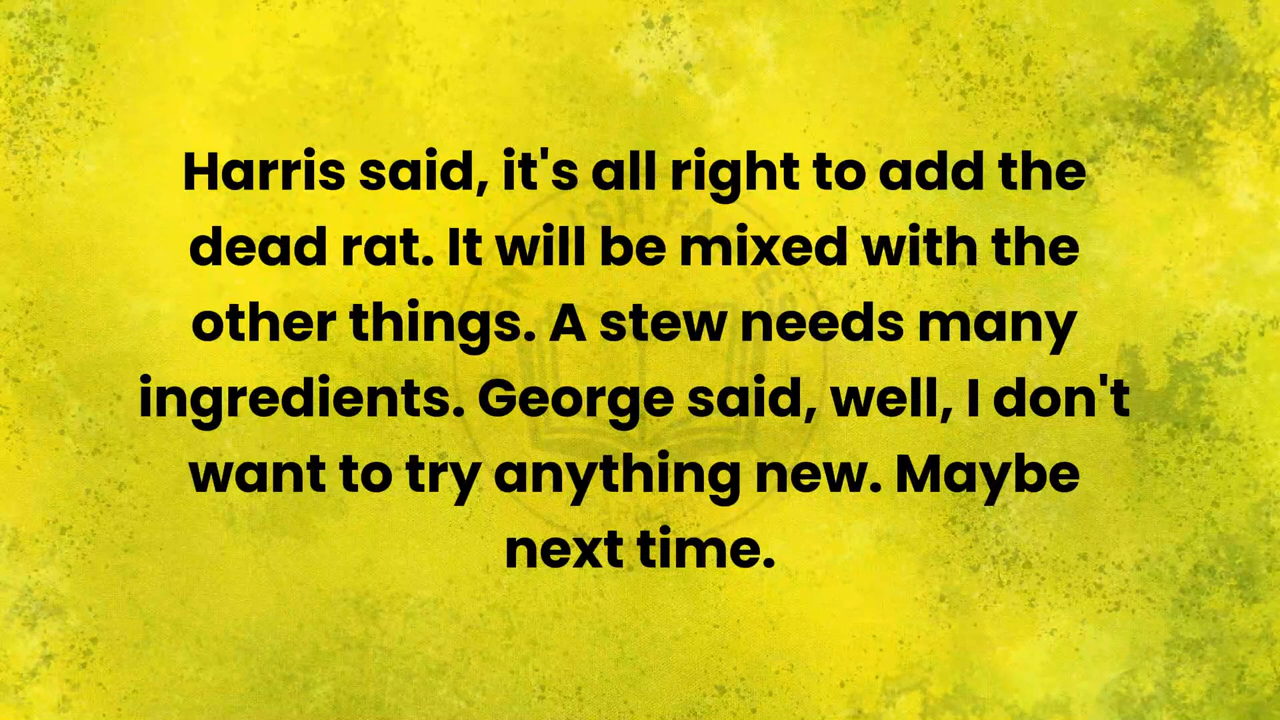 Harris said, it's all right to add the
dead rat. It will be mixed with the
other things. A stew needs many
ingredients. George said, well, I don't
want to try anything new. Maybe
next time.